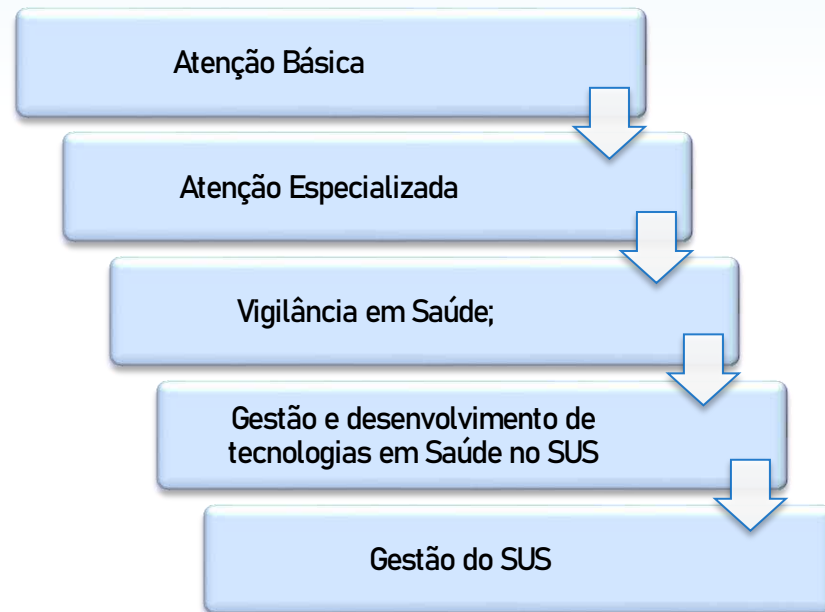 Atenção Básica
Atenção Especializada
Vigilância em Saúde;
Gestão e desenvolvimento de
tecnologias em Saúde no SUS
Gestão do SUS